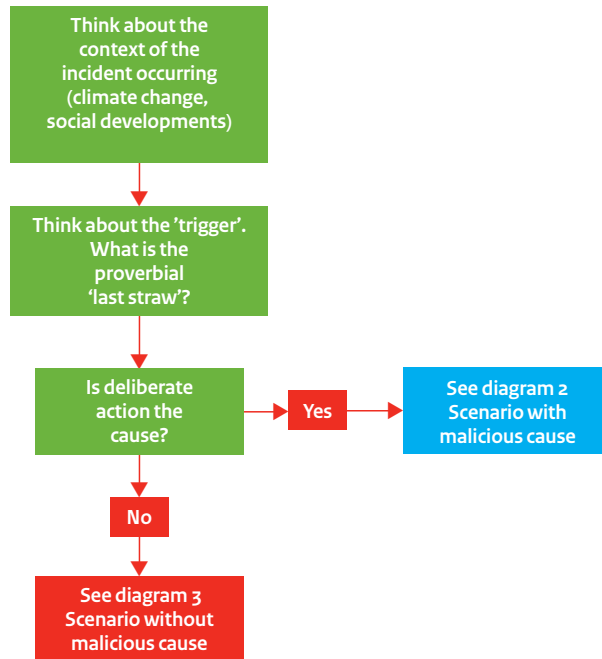 Think about the
context of the
incident occurring
(climate change,
social developments)
Think about the ’trigger’.
What is the
proverbial
‘last straw’?
Is deliberate
action the
cause?
Yes
See diagram 2
Scenario with
malicious cause
No
See diagram 3
Scenario without
malicious cause